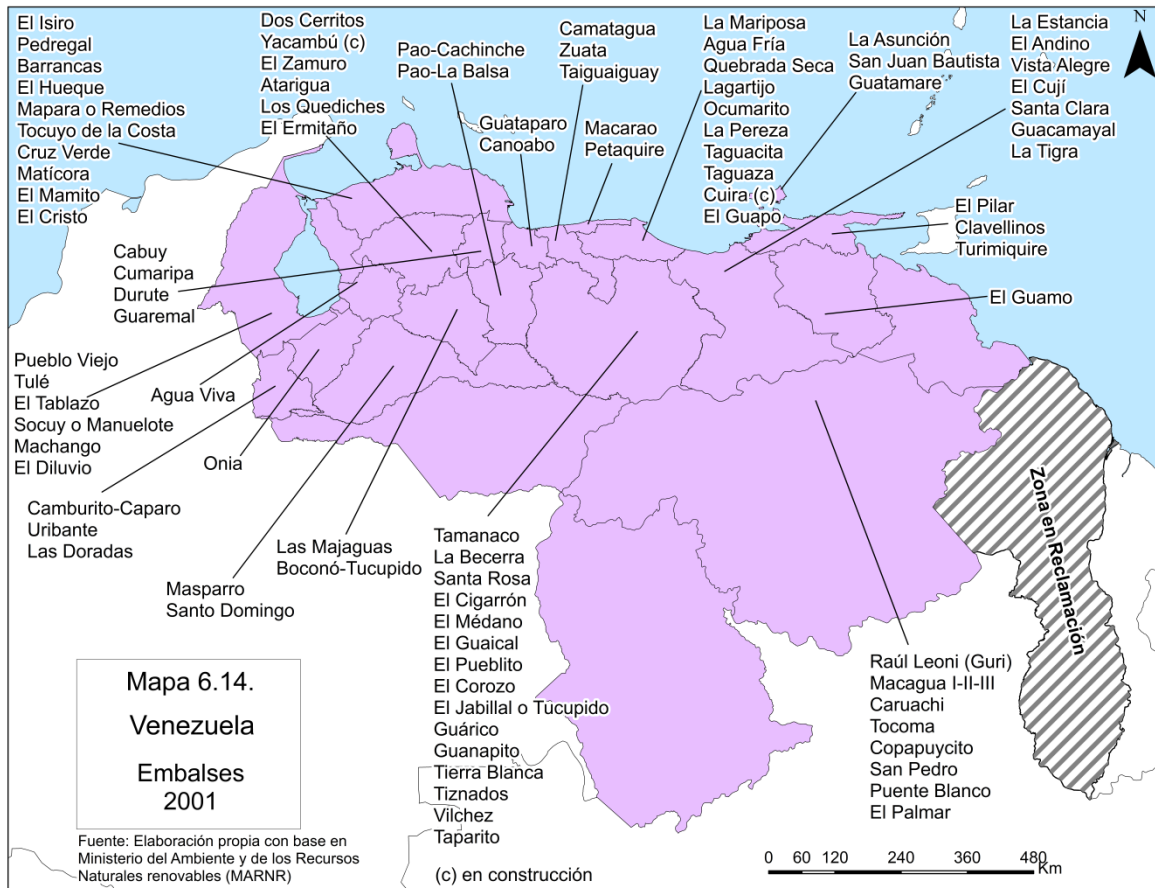 El Isiro
Pedregal
Barrancas
El Hueque
Mapara o Remedios
Tocuyo de la Costa
Cruz Verde
Matícora
El Mamito
El Cristo
Dos Cerritos
Yacambú (c)
El Zamuro
Atarigua
Los Quediches
El Ermitaño
Pao-Cachinche
Pao-La Balsa
Guataparo
Canoabo
Camatagua
Zuata
Taiguaiguay
Macarao
Petaquire
La Mariposa
Agua Fría
Quebrada Seca
Lagartijo
Ocumarito
La Pereza
Taguacita
Taguaza
Cuira (c)
El Guapo
La Asunción
San Juan Bautista
Guatamare
La Estancia
El Andino
Vista Alegre
El Cují
Santa Clara
Guacamayal
La Tigra
N
El Pilar
Clavellinos
Turimiquire
El Guamo
Cabuy
Cumaripa
Durute
Guaremal
Pueblo Viejo
Tulé
El Tablazo
Socuy o Manuelote
Machango
El Diluvio
Agua Viva
Onia
Camburito-Caparo
Uribante
Las Doradas
Masparro
Santo Domingo
Las Majaguas
Boconó-Tucupido
Tamanaco
La Becerra
Santa Rosa
El Cigarrón
El Médano
El Guaical
El Pueblito
El Corozo
El Jabillal o Tucupido
Guárico
Guanapito
Tierra Blanca
Tiznados
Vilchez
Taparito
Raúl Leoni (Guri)
Macagua I-II-III
Caruachi
Tocoma
Copapuycito
San Pedro
Puente Blanco
El Palmar
Zona en Reclamación
Mapa 6.14.
Venezuela
Embalses
2001
Fuente: Elaboración propia con base en
Ministerio del Ambiente y de los Recursos
Naturales renovables (MARNR)
(c) en construcción
0 60 120 240 360 480
Km